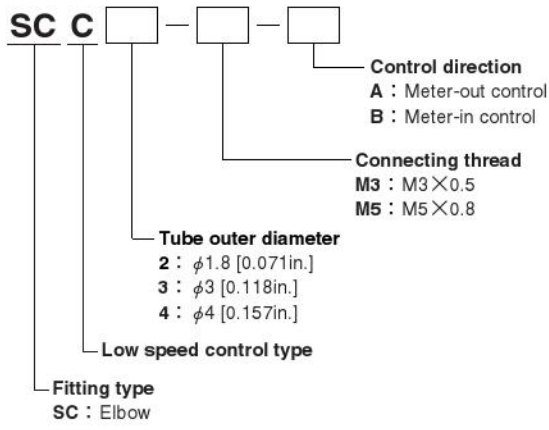 SC C □ — □ — □
Control direction
A : Meter-out control
B : Meter-in control
Connecting thread
M3 : M3×0.5
M5 : M5×0.8
Tube outer diameter
2 : φ1.8 [0.071in.]
3 : φ3 [0.118in.]
4 : φ4 [0.157in.]
Low speed control type
Fitting type
SC : Elbow